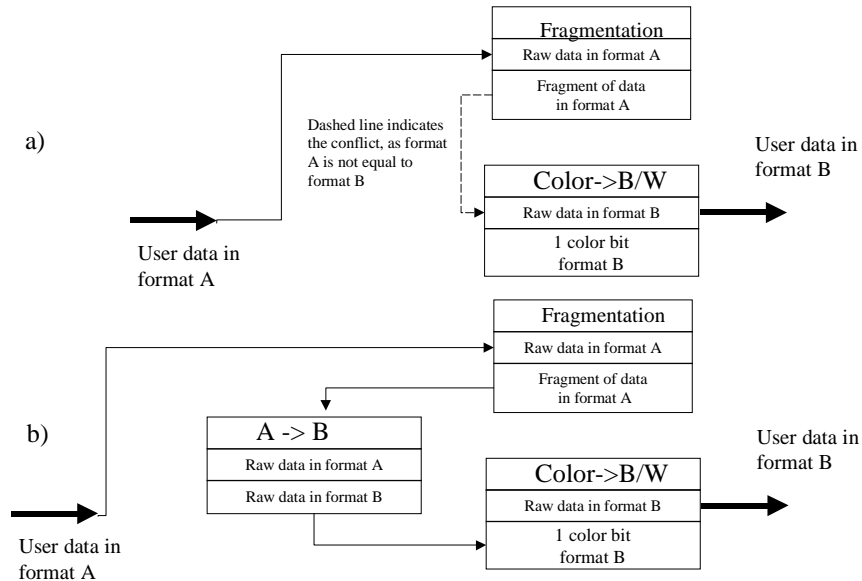 Fragmentation
Raw data in format A
Fragment of data
in format A
Dashed line indicates
the conflict, as format
A is not equal to
format B
a)
User data in
format B
Color->B/W
Raw data in format B
1 color bit
format B
User data in
format A
Fragmentation
Raw data in format A
Fragment of data
in format A
b)
A -> B
Raw data in format A
Raw data in format B
User data in
format B
Color->B/W
Raw data in format B
1 color bit
format B
User data in
format A